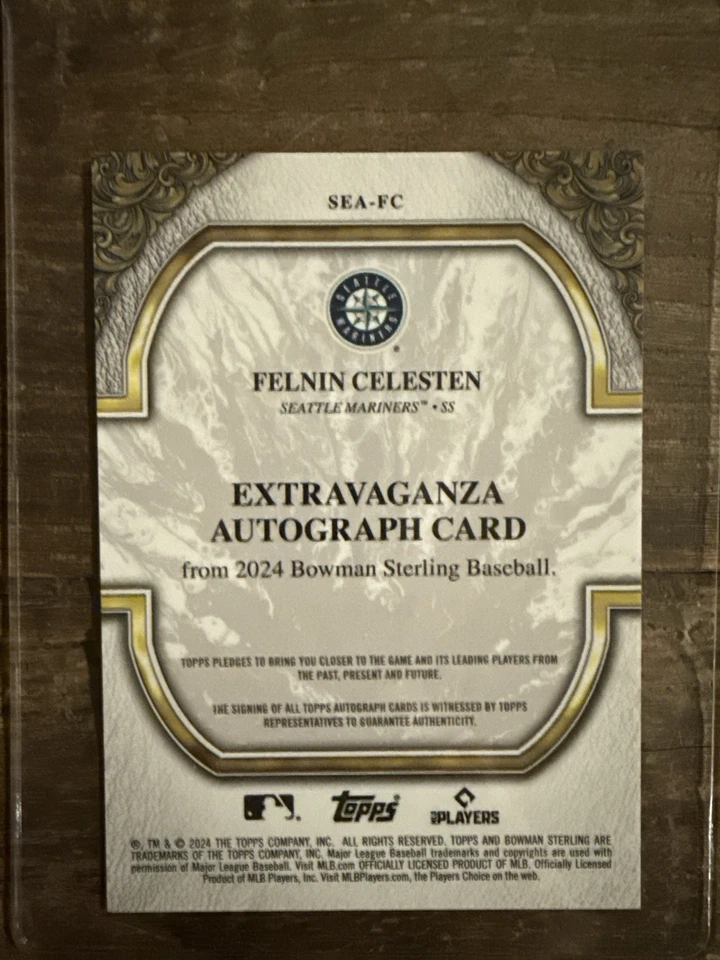 SEA-FC
SEATTLE
MARINERS
FELNIN CELESTEN
SEATTLE MARINERS™ • SS
EXTRAVAGANZA
AUTOGRAPH CARD
from 2024 Bowman Sterling Baseball.
TOPPS PLEDGES TO BRING YOU CLOSER TO THE GAME AND ITS LEADING PLAYERS FROM
THE PAST, PRESENT AND FUTURE.
THE SIGNING OF ALL TOPPS AUTOGRAPH CARDS IS WITNESSED BY TOPPS
REPRESENTATIVES TO GUARANTEE AUTHENTICITY.
topps® MLB PLAYERS
®, TM & © 2024 THE TOPPS COMPANY, INC. ALL RIGHTS RESERVED. TOPPS AND BOWMAN STERLING ARE
TRADEMARKS OF THE TOPPS COMPANY, INC. Major League Baseball trademarks and copyrights are used with
permission of Major League Baseball. Visit MLB.com OFFICIALLY LICENSED PRODUCT OF MLB. Officially Licensed
Product of MLB Players, Inc. Visit MLBPlayers.com, the Players Choice on the web.